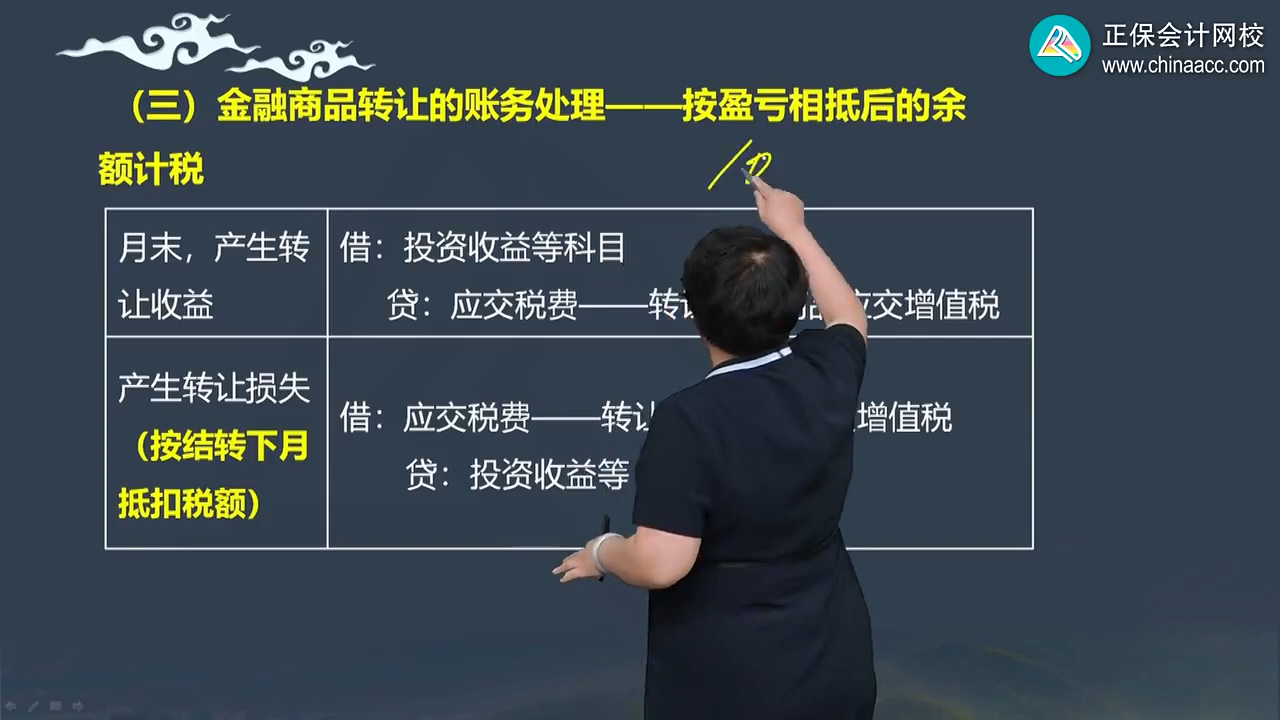 正保会计网校
www.chinaacc.com
（三）金融商品转让的账务处理——按盈亏相抵后的余
额计税
月末，产生转
让收益
借：投资收益等科目
贷：应交税费——转让 应交增值税
产生转让损失
（按结转下月
抵扣税额）
借：应交税费——转让 增值税
贷：投资收益等